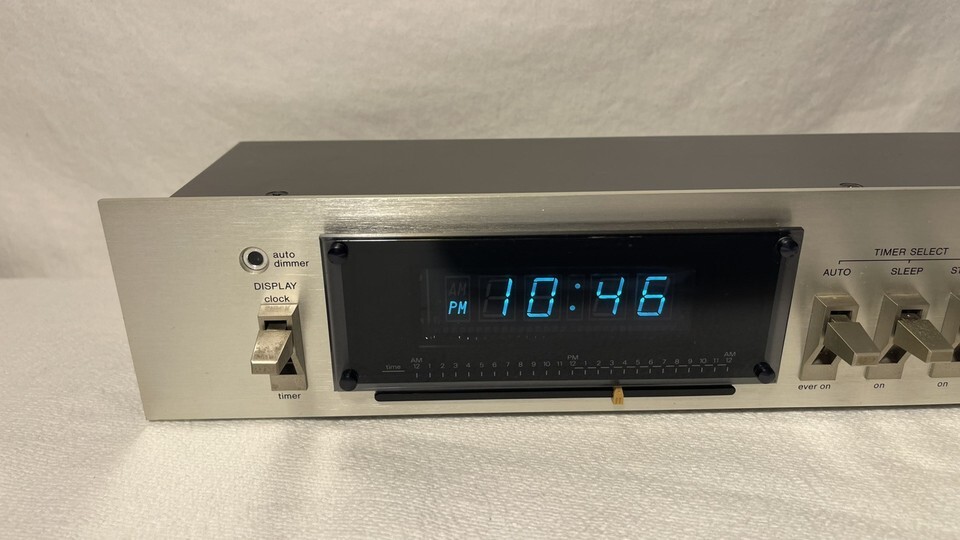 auto
dimmer
DISPLAY
clock
timer
AM
PM 10:46
time
AM PM AM
12 1 2 3 4 5 6 7 8 9 10 11 12 1 2 3 4 5 6 7 8 9 10 11 12
TIMER SELECT
AUTO SLEEP
ever on on on